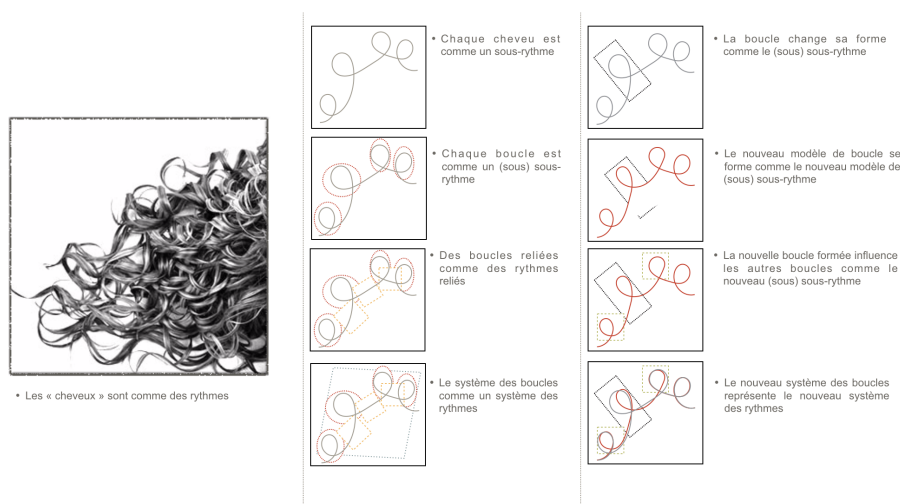 • Les « cheveux » sont comme des rythmes
• Chaque cheveu est
comme un sous-rythme
• Chaque boucle est
comme un (sous) sous-
rythme
• Des boucles reliées
comme des rythmes
reliés
• Le système des boucles
comme un système des
rythmes
• La boucle change sa forme
comme le (sous) sous-rythme
• Le nouveau modèle de boucle se
forme comme le nouveau modèle de
(sous) sous-rythme
• La nouvelle boucle formée influence
les autres boucles comme le
nouveau (sous) sous-rythme
• Le nouveau système des boucles
représente le nouveau système
des rythmes